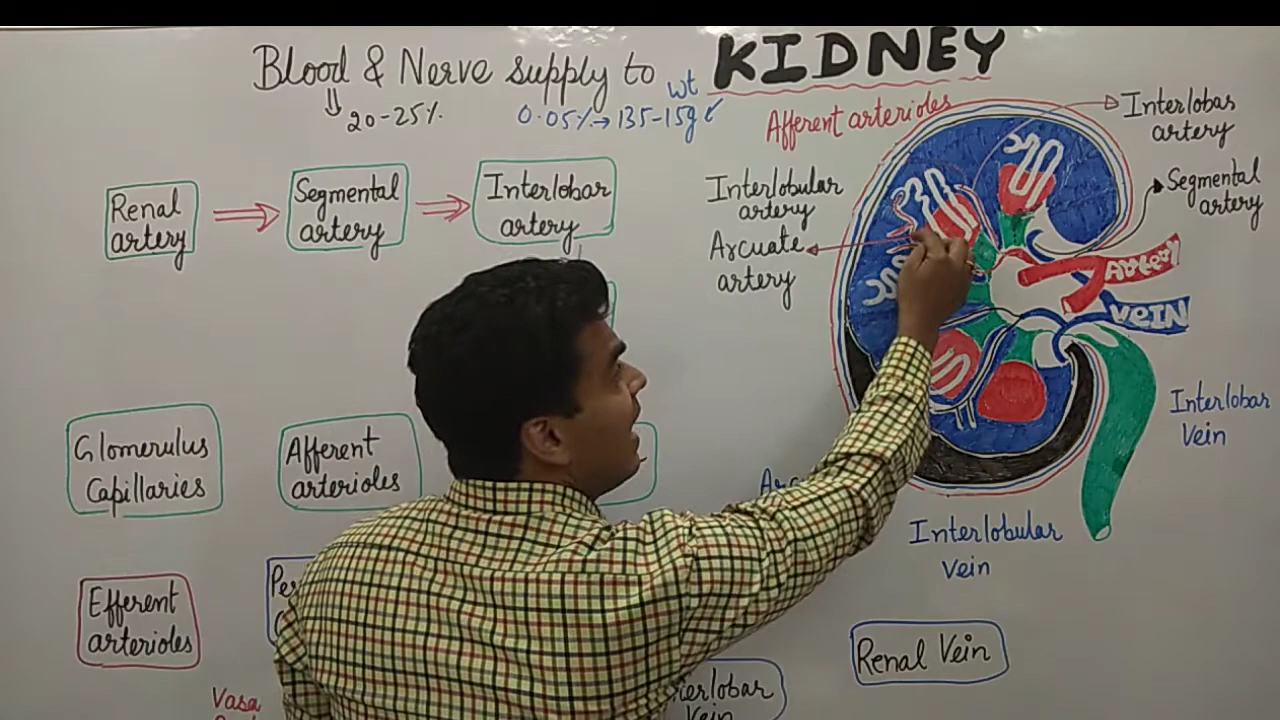 Blood & Nerve supply to KIDNEY
20-25%.
0.05% → 135-15g
wt
Afferent arterioles
Interlobar
artery
Segmental
artery
Interlobular
artery
Arcuate
artery
Renal
artery
Segmental
artery
Interlobar
artery
Artery
VEIN
Interlobar
Vein
Glomerulus
Capillaries
Afferent
arterioles
Interlobular
Vein
Efferent
arterioles
Renal Vein
Vasa
Vein